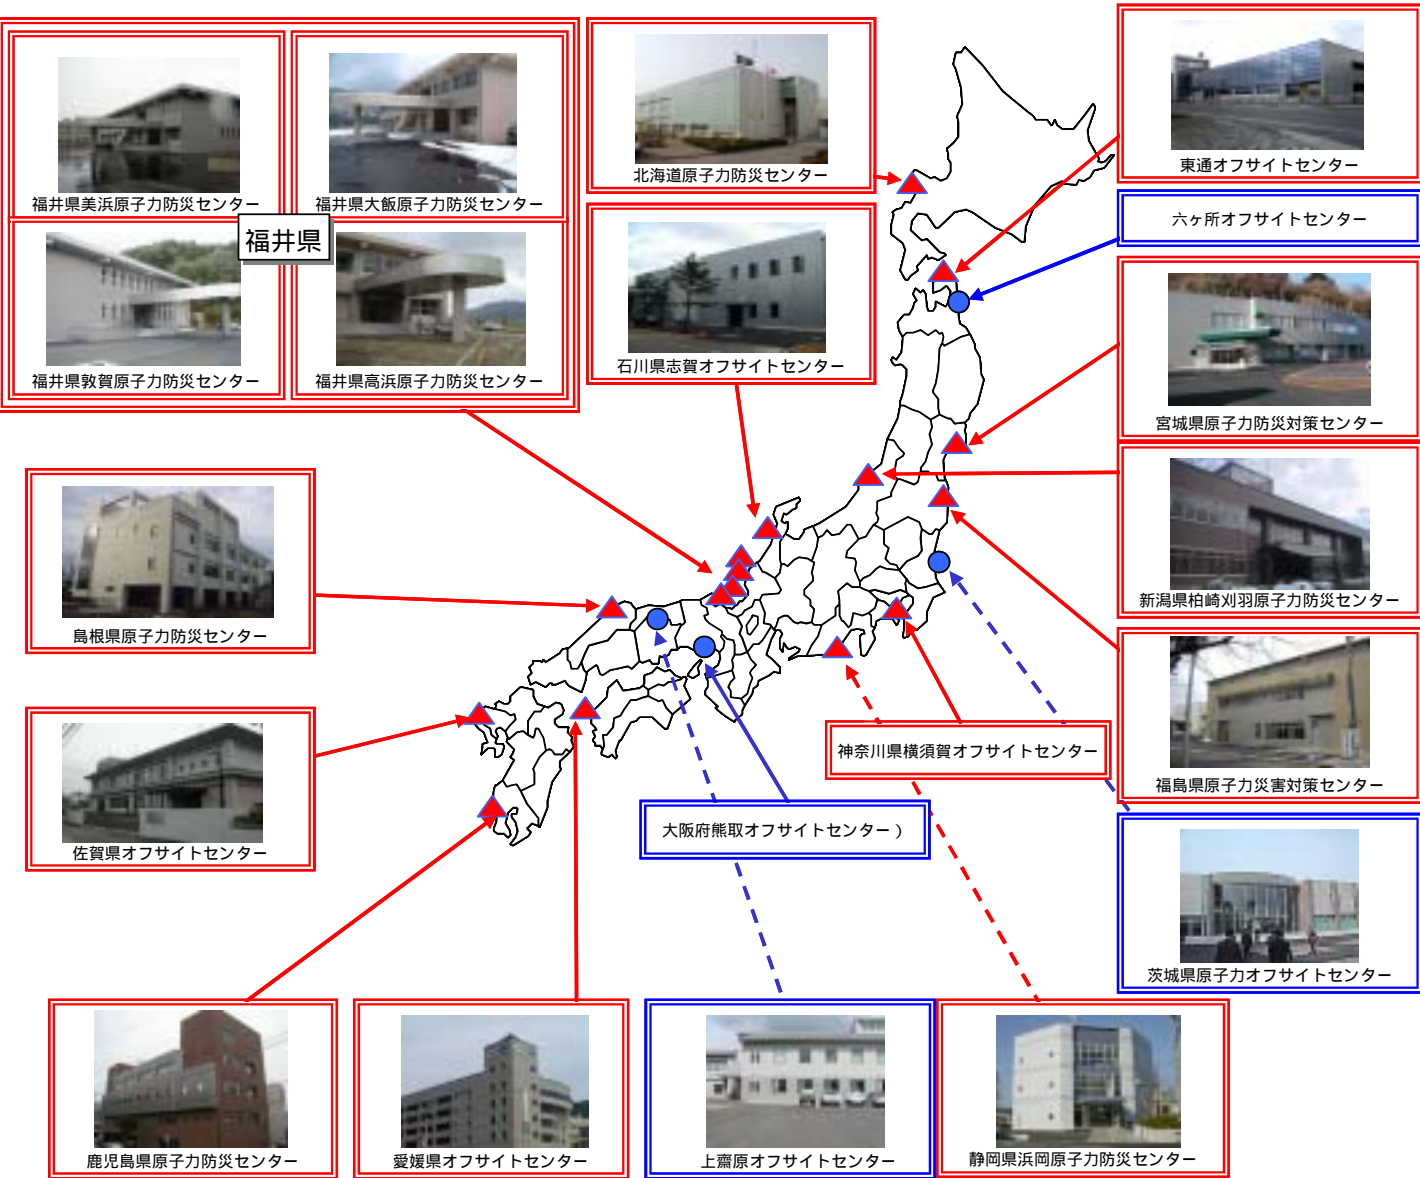 福井県美浜原子力防災センター
福井県大飯原子力防災センター
福井県
福井県敦賀原子力防災センター
福井県高浜原子力防災センター
北海道原子力防災センター
石川県志賀オフサイトセンター
東通オフサイトセンター
六ヶ所オフサイトセンター
宮城県原子力防災対策センター
新潟県柏崎刈羽原子力防災センター
福島県原子力災害対策センター
茨城県原子力オフサイトセンター
島根県原子力防災センター
佐賀県オフサイトセンター
神奈川県横須賀オフサイトセンター
大阪府熊取オフサイトセンター）
鹿児島県原子力防災センター
愛媛県オフサイトセンター
上齋原オフサイトセンター
静岡県浜岡原子力防災センター